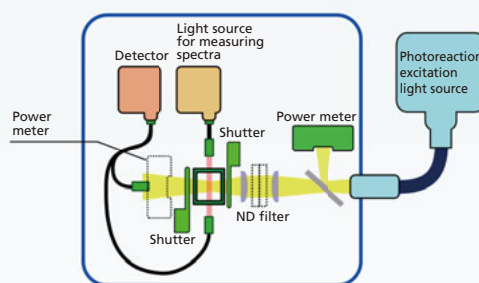 Light source
for measuring
spectra
Detector
Photoreaction
excitation
light source
Power
meter
Power meter
Shutter
ND filter
Shutter